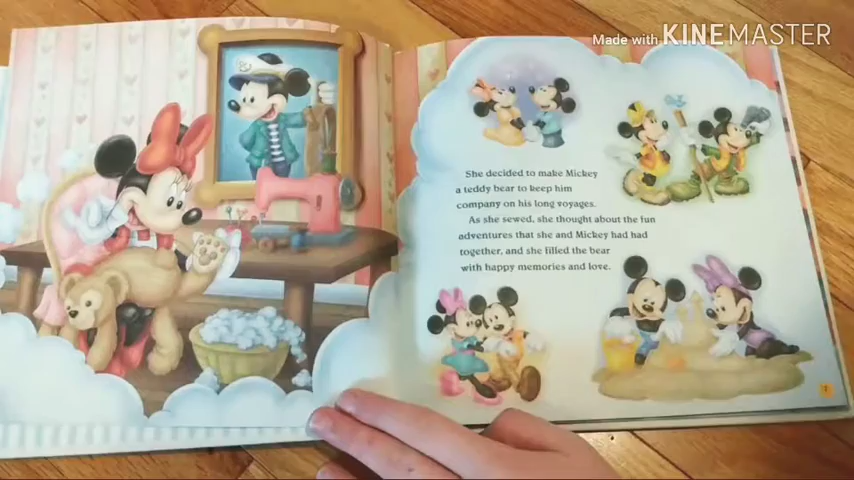 Made with KINEMASTER
She decided to make Mickey
a teddy bear to keep him
company on his long voyages.
As she sewed, she thought about the fun
adventures that she and Mickey had had
together, and she filled the bear
with happy memories and love.